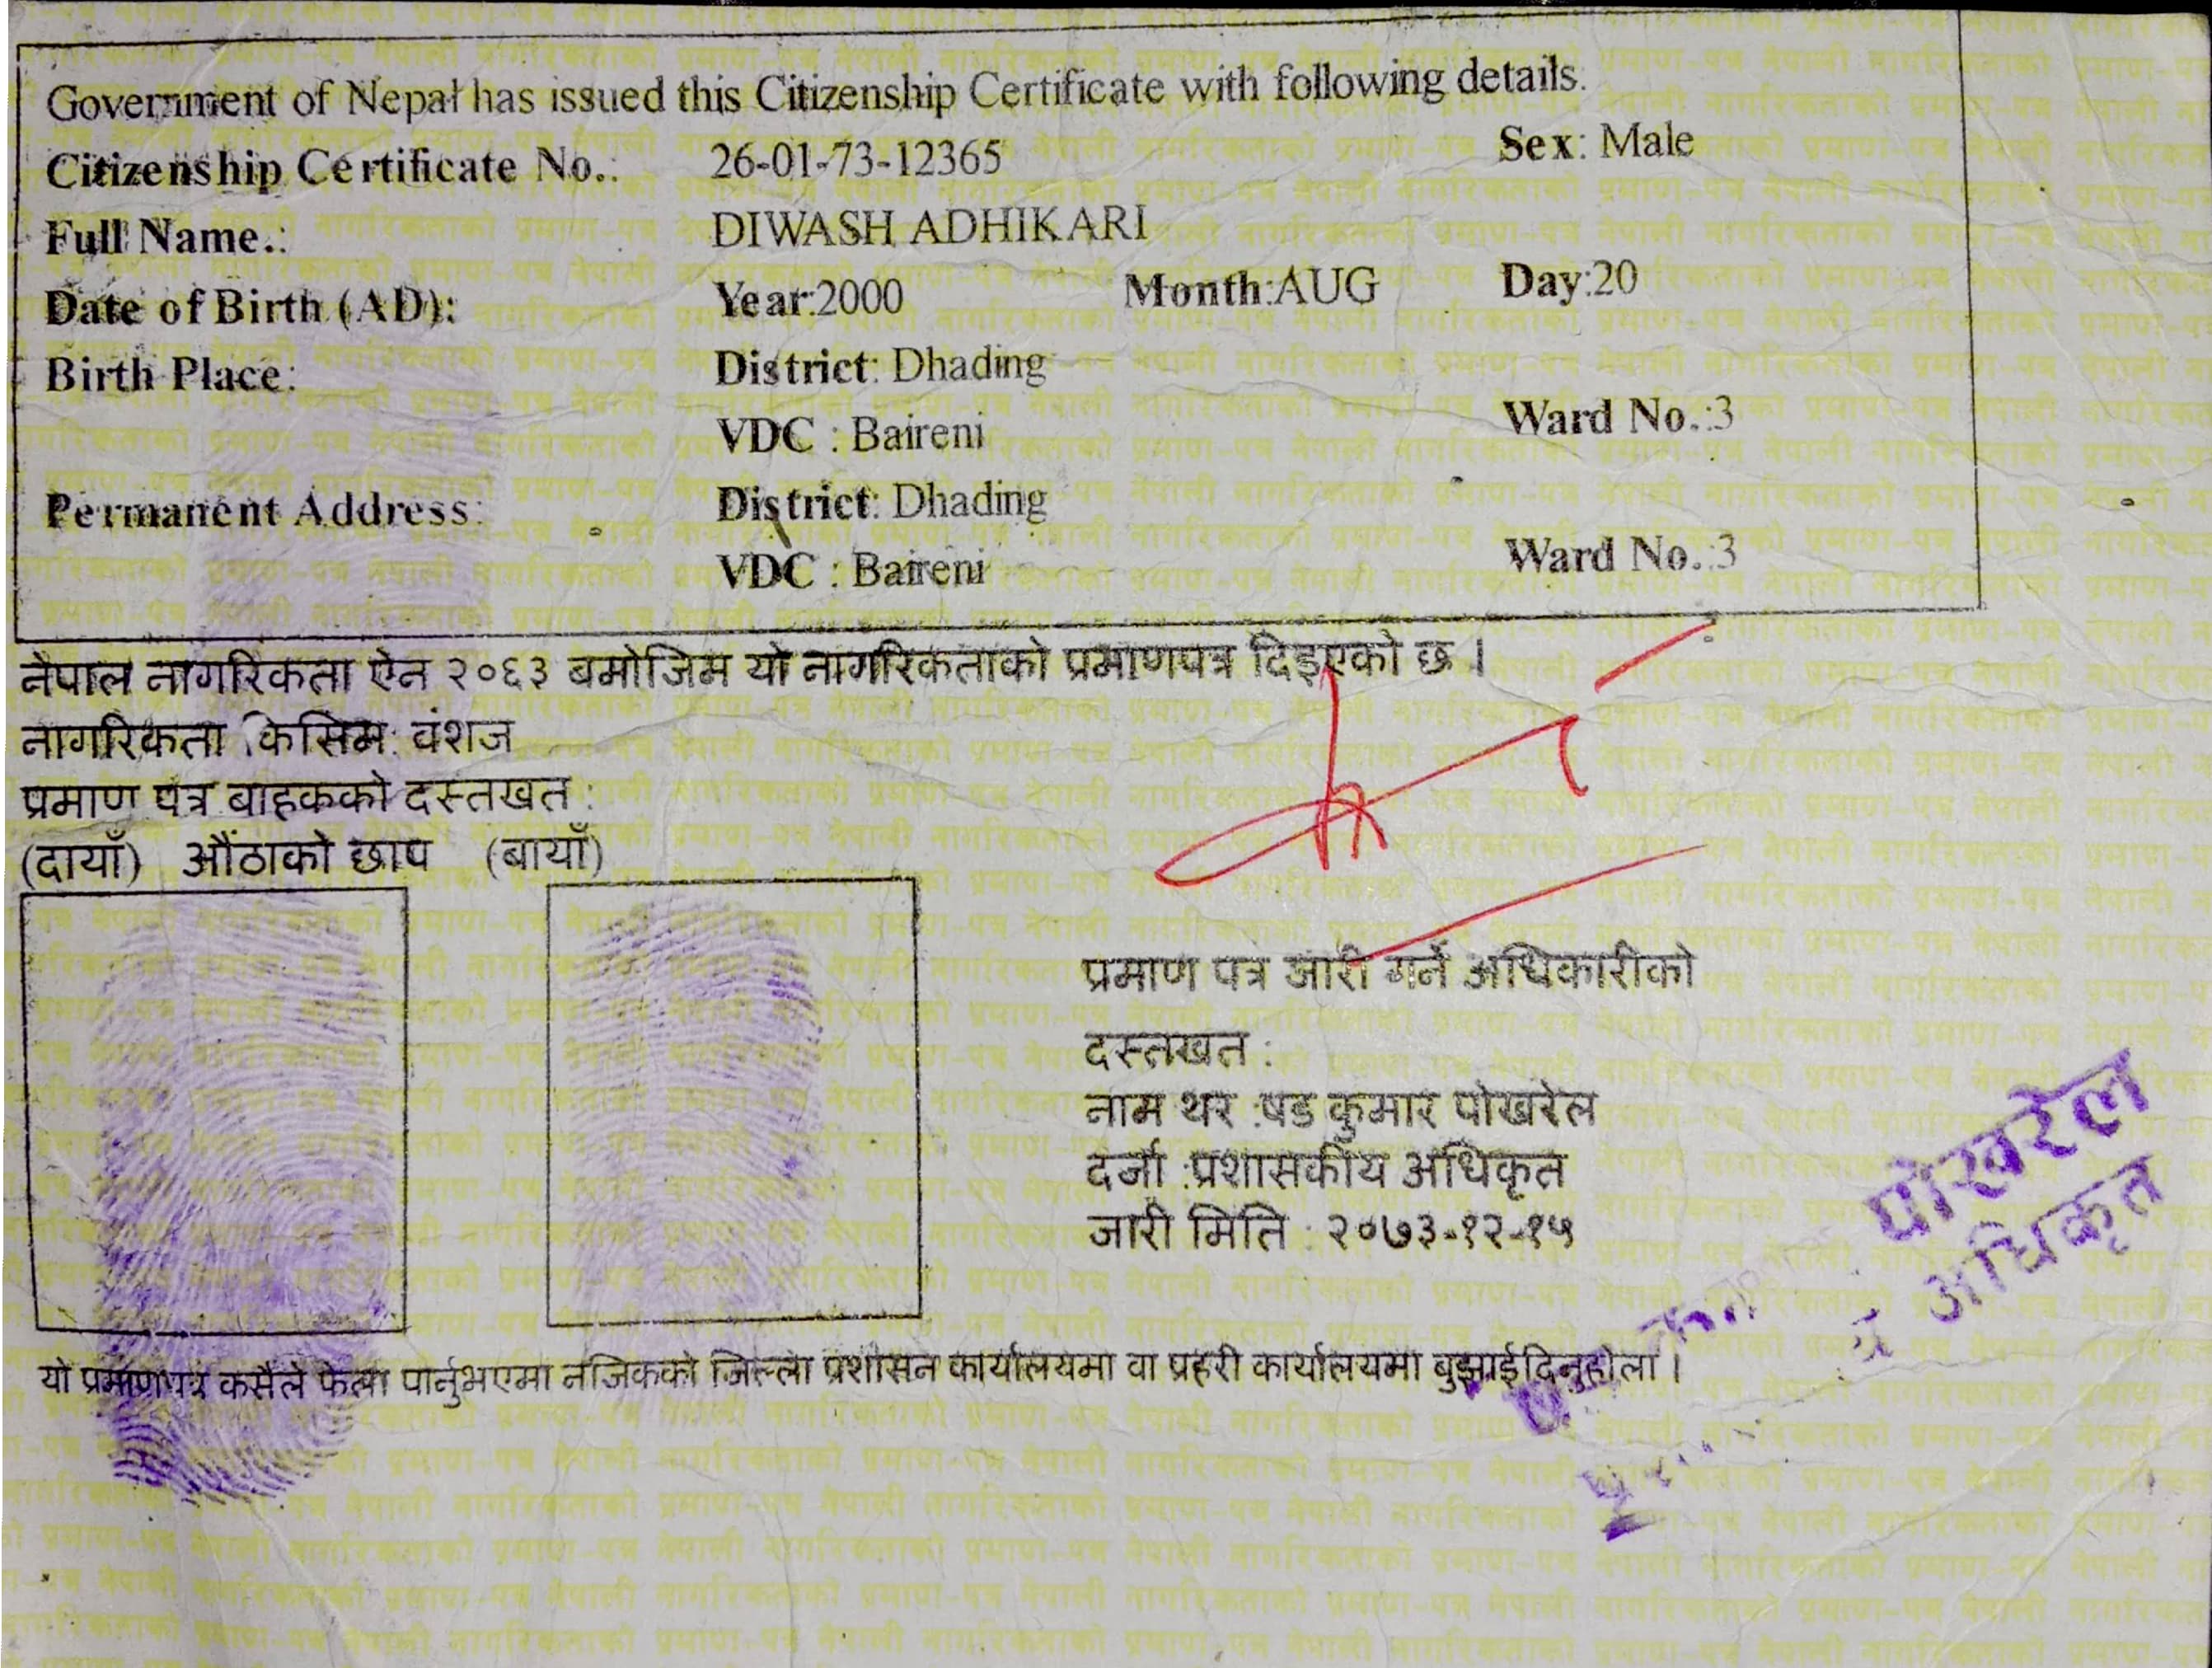 Government of Nepal has issued this Citizenship Certificate with following details.
Citizenship Certificate No.: 26-01-73-12365 Sex: Male
Full Name.: DIWASH ADHIKARI
Date of Birth (AD): Year:2000 Month:AUG Day:20
Birth Place: District: Dhading
VDC : Baireni Ward No.:3
Permanent Address: District: Dhading
VDC : Baireni Ward No.:3
नेपाल नागरिकता ऐन २०६३ बमोजिम यो नागरिकताको प्रमाणपत्र दिइएको छ ।
नागरिकता किसिम: वंशज
प्रमाण पत्र बाहकको दस्तखत :
(दायाँ) औंठाको छाप (बायाँ)
प्रमाण पत्र जारी गर्ने अधिकारीको
दस्तखत :
नाम थर :षड कुमार पोखरेल
दर्जा :प्रशासकीय अधिकृत
जारी मिति : २०७३-१२-१५
पोखरेल
अधिकृत
यो प्रमाणपत्र कसैले फेला पार्नुभएमा नजिकको जिल्ला प्रशासन कार्यालयमा वा प्रहरी कार्यालयमा बुझाईदिनुहोला ।